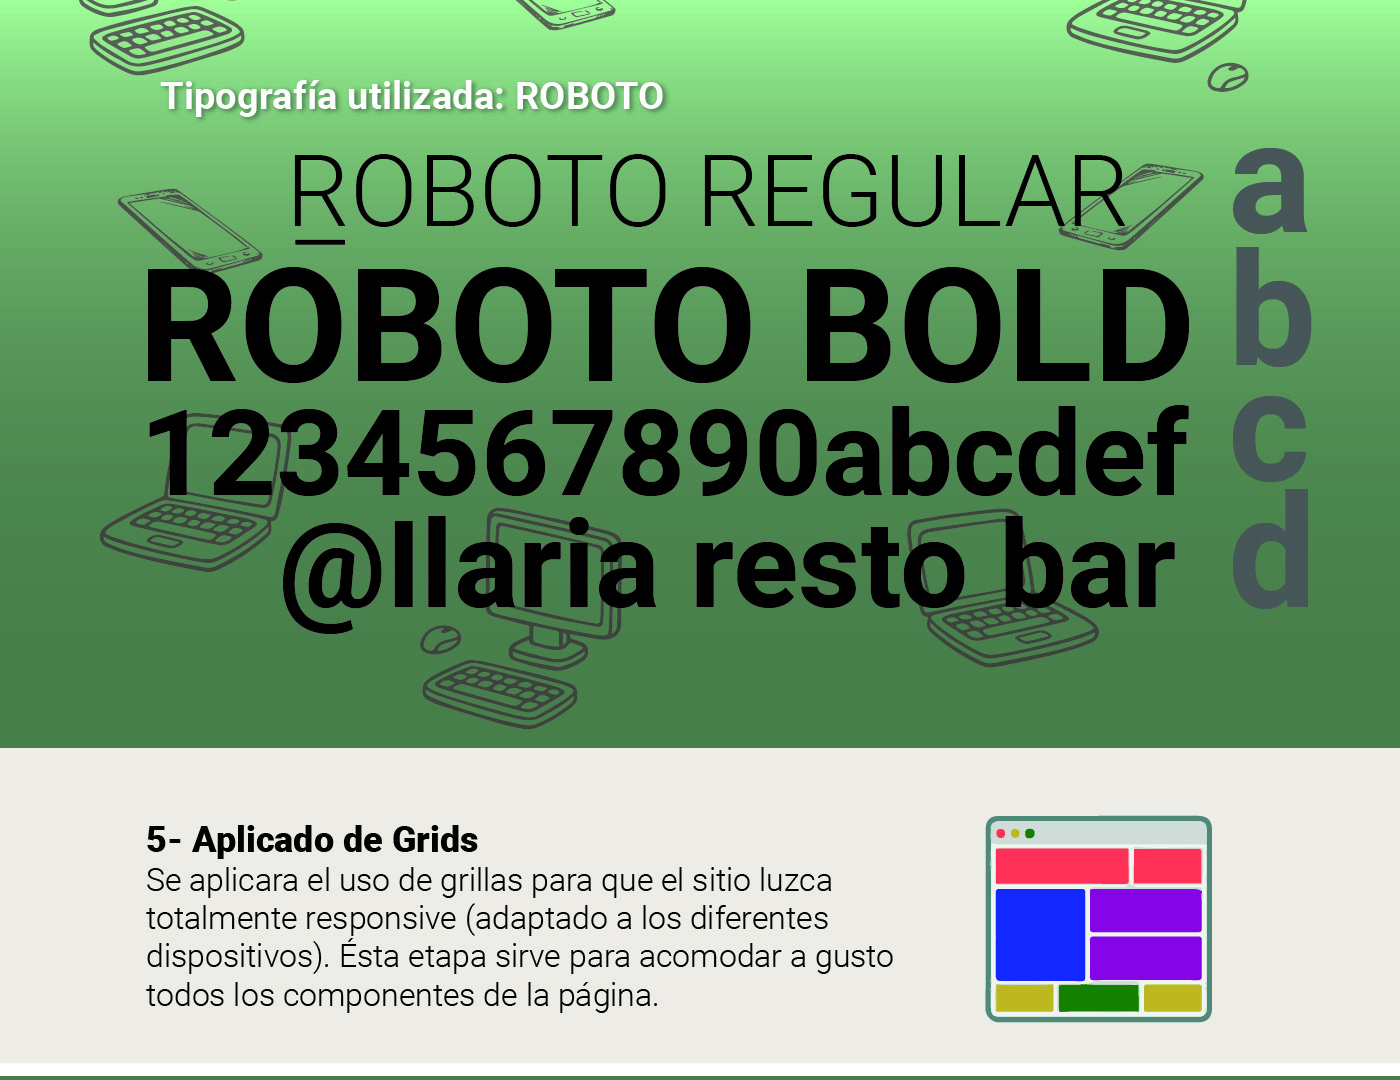 Tipografía utilizada: ROBOTO
ROBOTO REGULAR
ROBOTO BOLD
1234567890abcdef
@Ilaria resto bar
a
b
c
d
5- Aplicado de Grids
Se aplicara el uso de grillas para que el sitio luzca
totalmente responsive (adaptado a los diferentes
dispositivos). Ésta etapa sirve para acomodar a gusto
todos los componentes de la página.